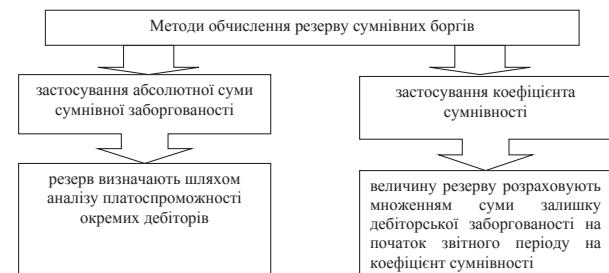 Методи обчислення резерву сумнівних боргів
застосування абсолютної суми
сумнівної заборгованості
застосування коефіцієнта
сумнівності
резерв визначають шляхом
аналізу платоспроможності
окремих дебіторів
величину резерву розраховують
множенням суми залишку
дебіторської заборгованості на
початок звітного періоду на
коефіцієнт сумнівності